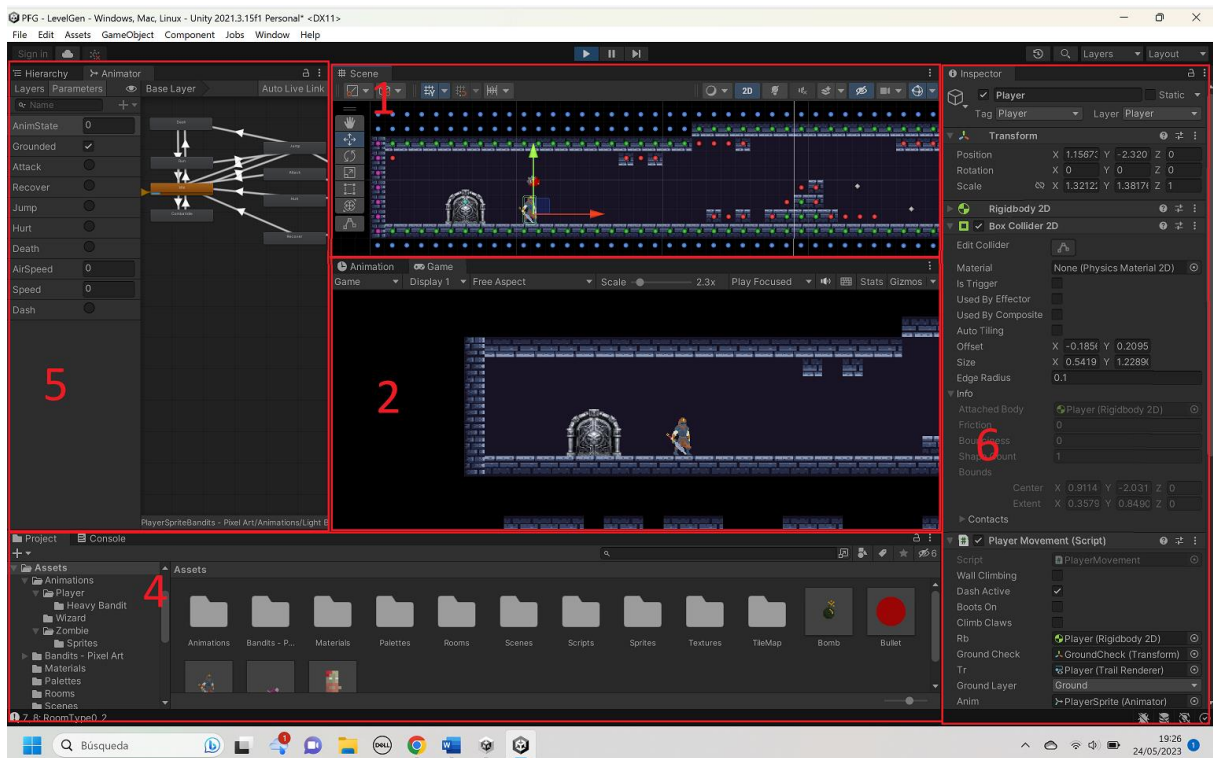 PFG - LevelGen - Windows, Mac, Linux - Unity 2021.3.15f1 Personal* <DX11>
File Edit Assets GameObject Component Jobs Window Help
Sign in
Layers Layout
Hierarchy Animator
Layers Parameters Base Layer Auto Live Link
Name
AnimState 0
Grounded
Attack
Recover
Jump
Hurt
Death
AirSpeed 0
Speed 0
Dash
5
PlayerSpriteBandits - Pixel Art/Animations/Light B
Scene
2D
1
Animation Game
Game Display 1 Free Aspect Scale 2.3x Play Focused Stats Gizmos
2
Inspector
Player Static
Tag Player Layer Player
Transform
Position X Y -2.320 Z 0
Rotation X 0 Y 0 Z 0
Scale X 1.3212 Y 1.3817 Z 1
Rigidbody 2D
Box Collider 2D
Edit Collider
Material None (Physics Material 2D)
Is Trigger
Used By Effector
Used By Composite
Auto Tiling
Offset X -0.185 Y 0.2095
Size X 0.5419 Y 1.2289
Edge Radius 0.1
Info
Attached Body Player (Rigidbody 2D)
Friction 0
Bounciness 0
Shape Count 1
Bounds
Center X 0.9114 Y -2.031 Z 0
Extent X 0.3579 Y 0.849 Z 0
Contacts
6
Player Movement (Script)
Script PlayerMovement
Wall Climbing
Dash Active
Boots On
Climb Claws
Rb Player (Rigidbody 2D)
Ground Check GroundCheck (Transform)
Tr Player (Trail Renderer)
Ground Layer Ground
Anim PlayerSprite (Animator)
Project Console
6
Assets
Animations
Player
Heavy Bandit
Wizard
Zombie
Sprites
Bandits - Pixel Art
Materials
Palettes
Rooms
Scenes
4
Assets
Animations Bandits - P... Materials Palettes Rooms Scenes Scripts Sprites Textures TileMap Bomb Bullet
7, 8: RoomType0, 2
Búsqueda
DELL
19:26
24/05/2023
1